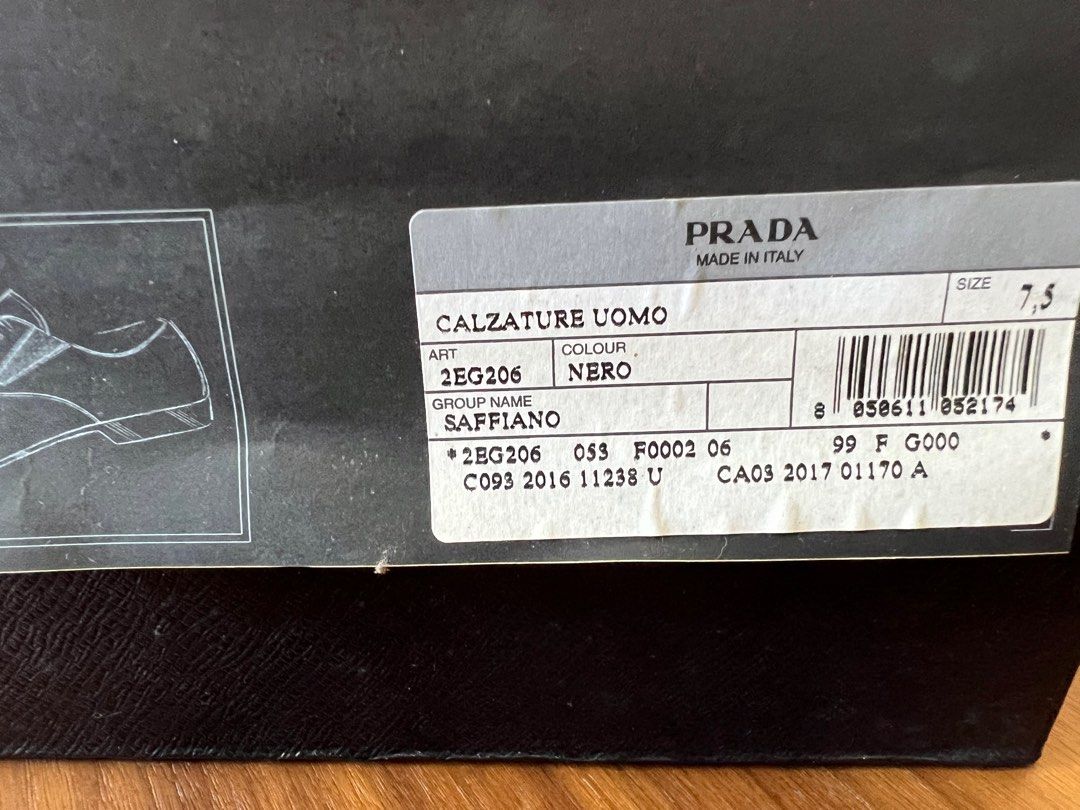 PRADA
MADE IN ITALY
CALZATURE UOMO
SIZE 7,5
ART
2EG206
COLOUR
NERO
GROUP NAME
SAFFIANO
8 050611 052174
*2EG206 053 F0002 06 99 F G000 *
C093 2016 11238 U CA03 2017 01170 A